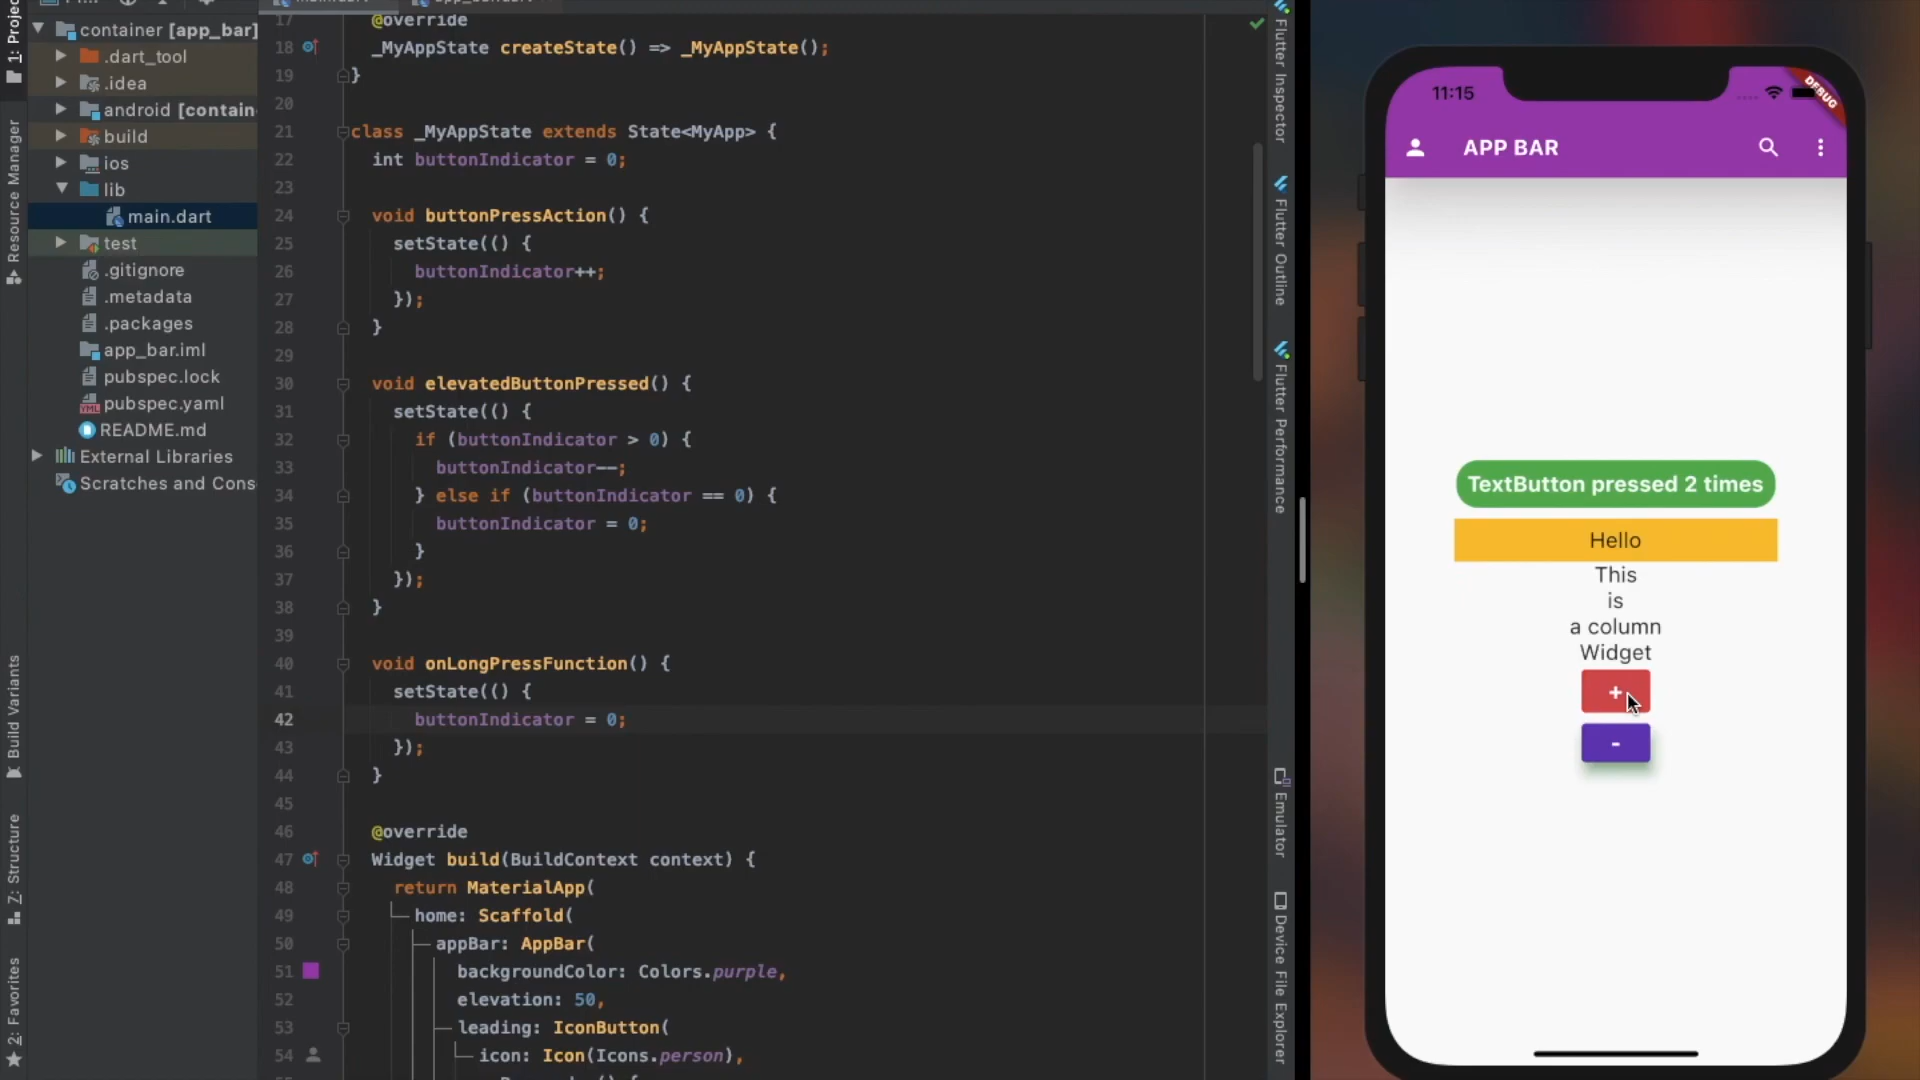 1: Project
container [app_bar]
.dart_tool
.idea
android [contain
build
ios
lib
main.dart
test
.gitignore
.metadata
.packages
app_bar.iml
pubspec.lock
pubspec.yaml
README.md
External Libraries
Scratches and Cons
Resource Manager
Build Variants
Z: Structure
2: Favorites
17 @override
18 _MyAppState createState() => _MyAppState();
19 }
20
21 class _MyAppState extends State<MyApp> {
22 int buttonIndicator = 0;
23
24 void buttonPressAction() {
25 setState(() {
26 buttonIndicator++;
27 });
28 }
29
30 void elevatedButtonPressed() {
31 setState(() {
32 if (buttonIndicator > 0) {
33 buttonIndicator--;
34 } else if (buttonIndicator == 0) {
35 buttonIndicator = 0;
36 }
37 });
38 }
39
40 void onLongPressFunction() {
41 setState(() {
42 buttonIndicator = 0;
43 });
44 }
45
46 @override
47 Widget build(BuildContext context) {
48 return MaterialApp(
49 home: Scaffold(
50 appBar: AppBar(
51 backgroundColor: Colors.purple,
52 elevation: 50,
53 leading: IconButton(
54 icon: Icon(Icons.person),
Flutter Inspector
Flutter Outline
Flutter Performance
Emulator
Device File Explorer
11:15
DEBUG
APP BAR
TextButton pressed 2 times
Hello
This
is
a column
Widget
+
-